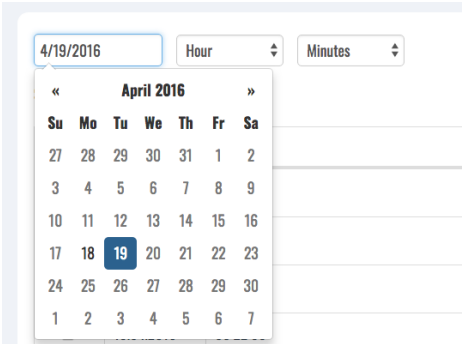 4/19/2016 Hour Minutes
« April 2016 »
Su Mo Tu We Th Fr Sa
27 28 29 30 31 1 2
3 4 5 6 7 8 9
10 11 12 13 14 15 16
17 18 19 20 21 22 23
24 25 26 27 28 29 30
1 2 3 4 5 6 7